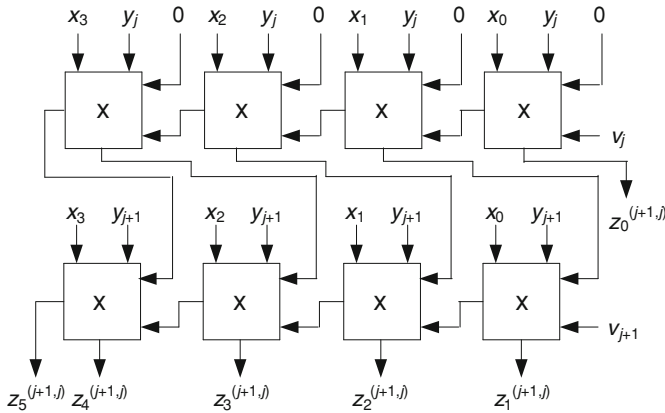 x₃ yⱼ 0 x₂ yⱼ 0 x₁ yⱼ 0 x₀ yⱼ 0
x x x x
vⱼ
z₀⁽ʲ⁺¹,ʲ⁾
x₃ yⱼ₊₁ x₂ yⱼ₊₁ x₁ yⱼ₊₁ x₀ yⱼ₊₁
x x x x
vⱼ₊₁
z₅⁽ʲ⁺¹,ʲ⁾ z₄⁽ʲ⁺¹,ʲ⁾ z₃⁽ʲ⁺¹,ʲ⁾ z₂⁽ʲ⁺¹,ʲ⁾ z₁⁽ʲ⁺¹,ʲ⁾